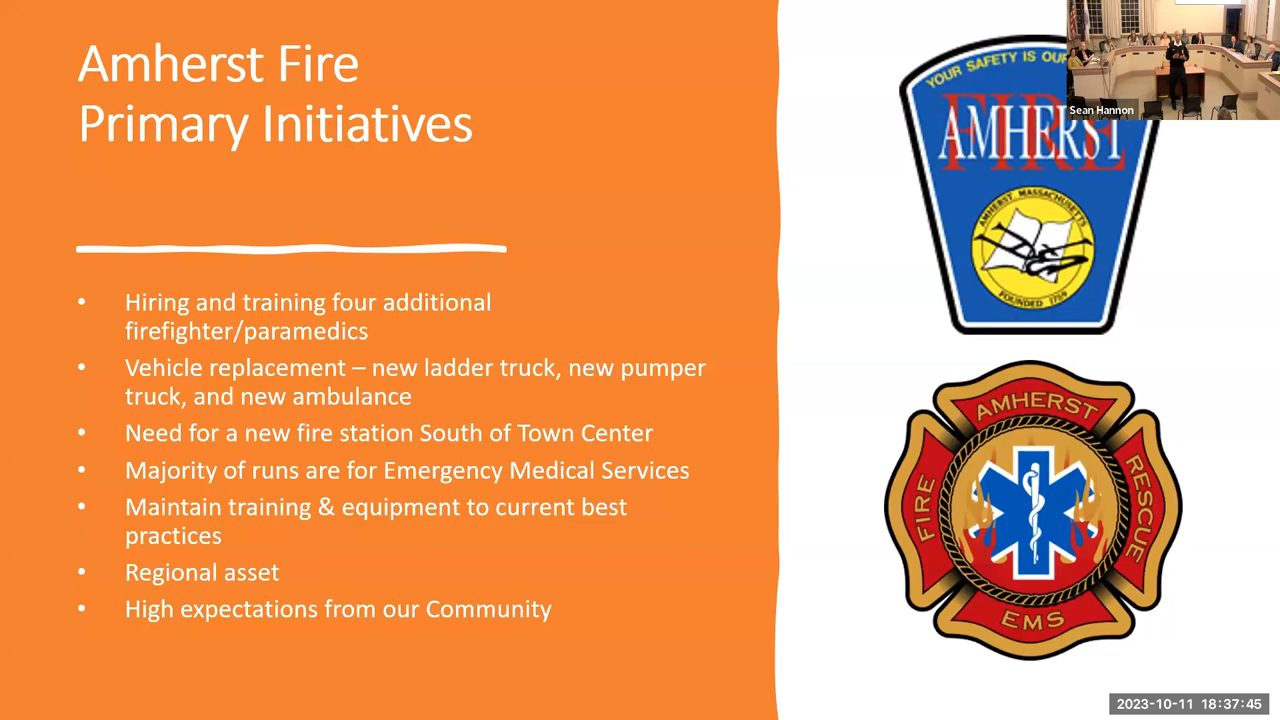 Amherst Fire
Primary Initiatives
• Hiring and training four additional
firefighter/paramedics
• Vehicle replacement – new ladder truck, new pumper
truck, and new ambulance
• Need for a new fire station South of Town Center
• Majority of runs are for Emergency Medical Services
• Maintain training & equipment to current best
practices
• Regional asset
• High expectations from our Community
YOUR SAFETY IS OUR
FIRE
AMHERST
AMHERST, MASSACHUSETTS
FOUNDED 1759
Sean Hannon
AMHERST
FIRE
RESCUE
EMS
2023-10-11 18:37:45